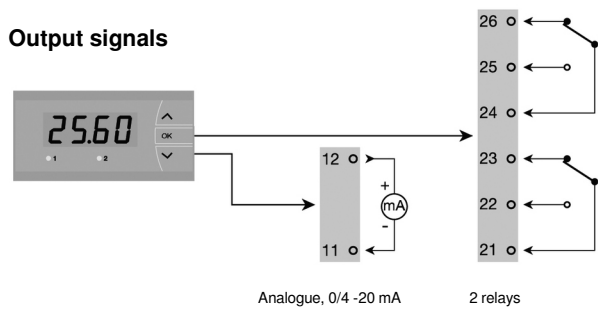 Output signals
25.60
OK
1 2
12
+
mA
-
11
26
25
24
23
22
21
Analogue, 0/4 -20 mA
2 relays